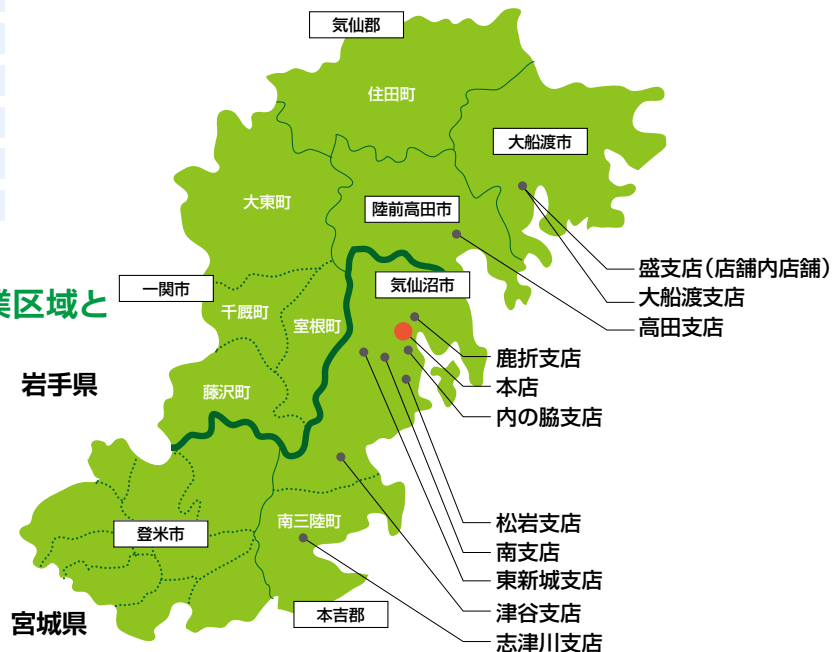 気仙郡
住田町
大船渡市
大東町
陸前高田市
一関市
気仙沼市
千厩町
室根町
藤沢町
業区域と
岩手県
盛支店(店舗内店舗)
大船渡支店
高田支店
鹿折支店
本店
内の脇支店
松岩支店
南支店
東新城支店
津谷支店
志津川支店
登米市
南三陸町
本吉郡
宮城県